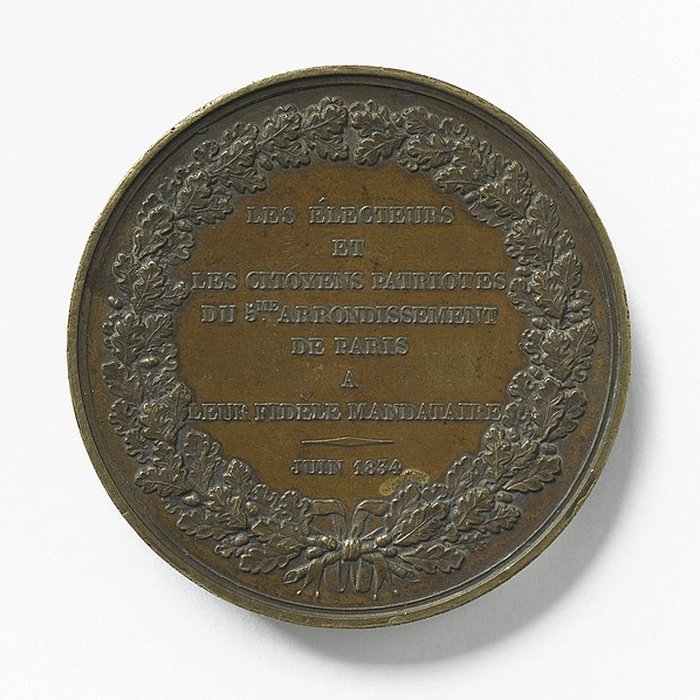 LES ÉLECTEURS
ET
LES CITOYENS PATRIOTES
DU 5ME ARRONDISSEMENT
DE PARIS
A
LEUR FIDÈLE MANDATAIRE
JUIN 1834